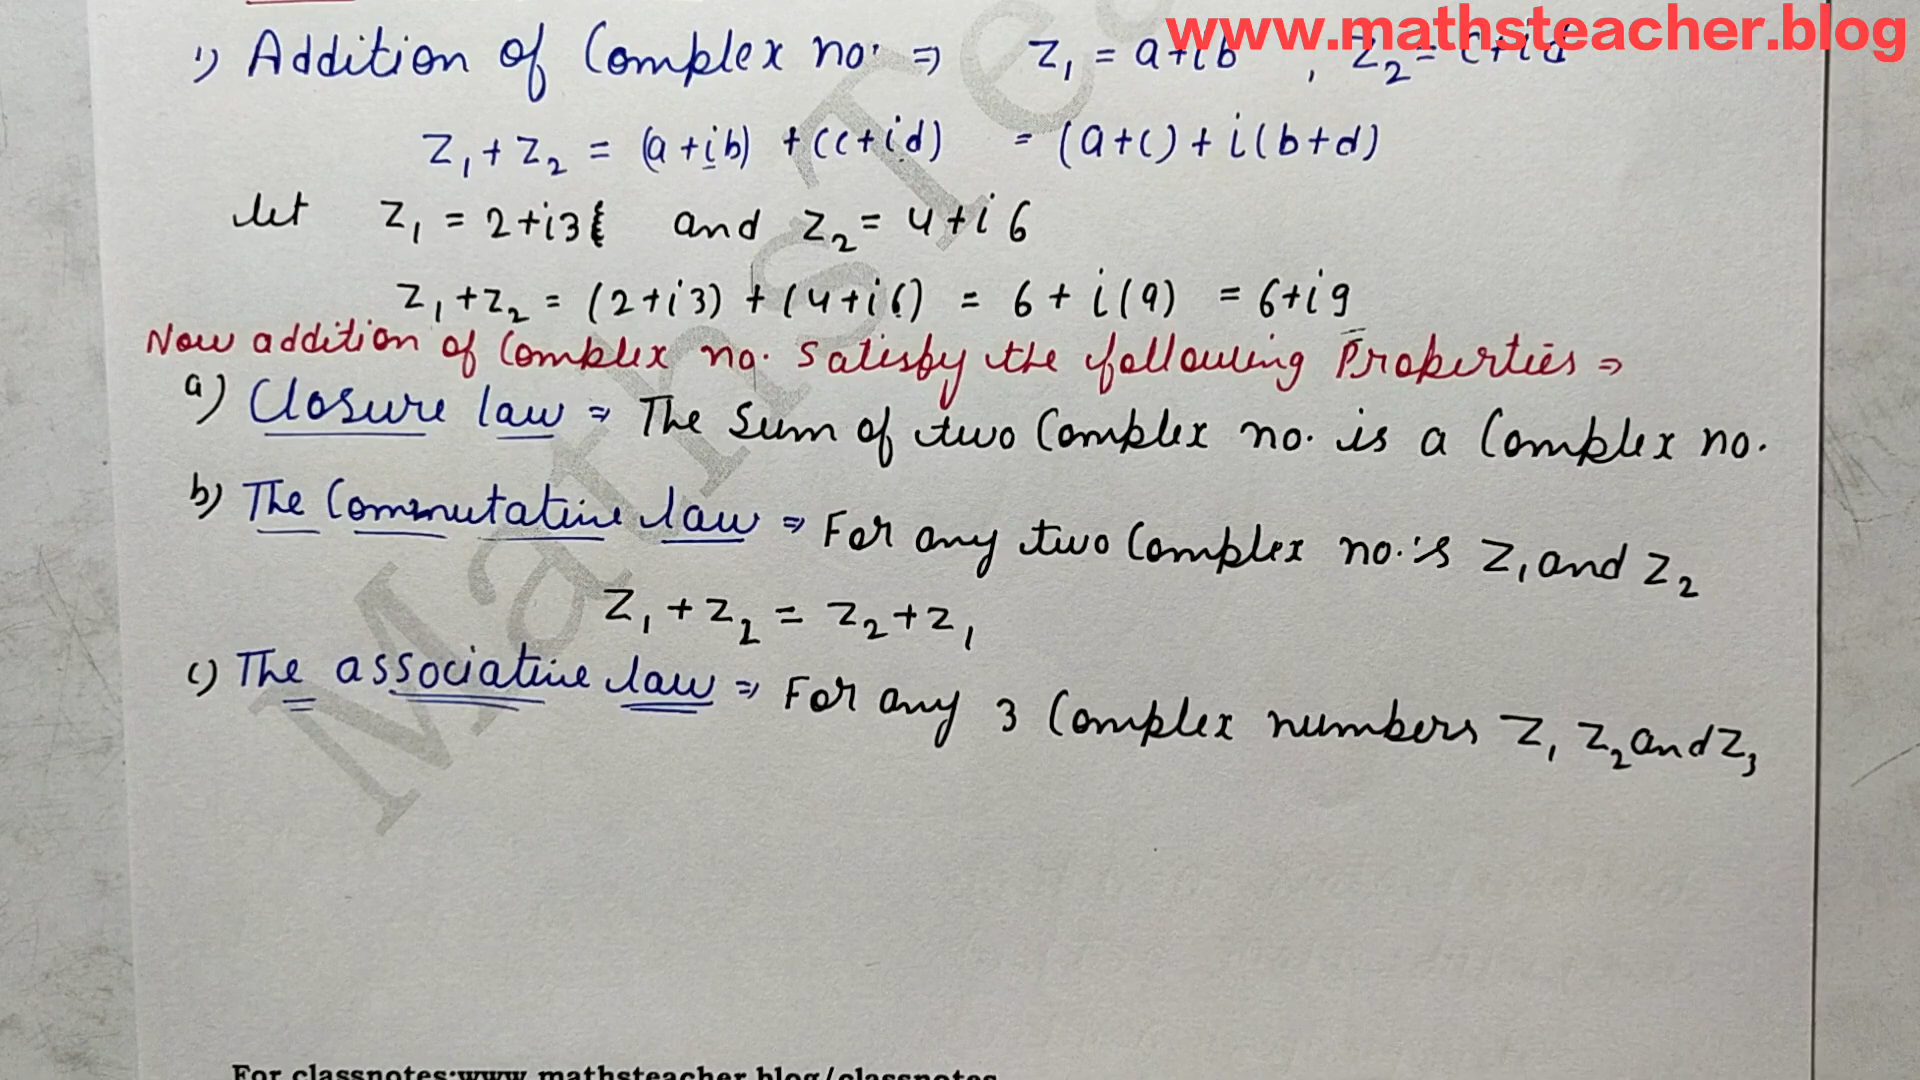 www.mathsteacher.blog
1) Addition of Complex no. ⇒ z₁ = a+ib , z₂ = c+id
z₁ + z₂ = (a+ib) + (c+id) = (a+c) + i(b+d)
let z₁ = 2+i3 and z₂ = 4+i6
z₁+z₂ = (2+i3) + (4+i6) = 6 + i(9) = 6+i9
Now addition of Complex no. satisfy the following Properties ⇒
a) Closure law ⇒ The Sum of two Complex no. is a Complex no.
b) The Commutative law ⇒ For any two Complex no.'s z₁ and z₂
z₁ + z₂ = z₂ + z₁
c) The associative law ⇒ For any 3 Complex numbers z₁ z₂ and z₃
For classnotes:www.mathsteacher.blog/classnotes